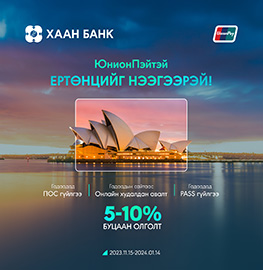 ХААН БАНК
UnionPay
ЮнионПэйтэй
ЕРТӨНЦИЙГ НЭЭГЭЭРЭЙ!
Гадаадад
ПОС гүйлгээ
Гадаадын сайтаас
Онлайн худалдан авалт
Гадаадад
PASS гүйлгээ
5-10%
БУЦААН ОЛГОЛТ
2023.11.15-2024.01.14